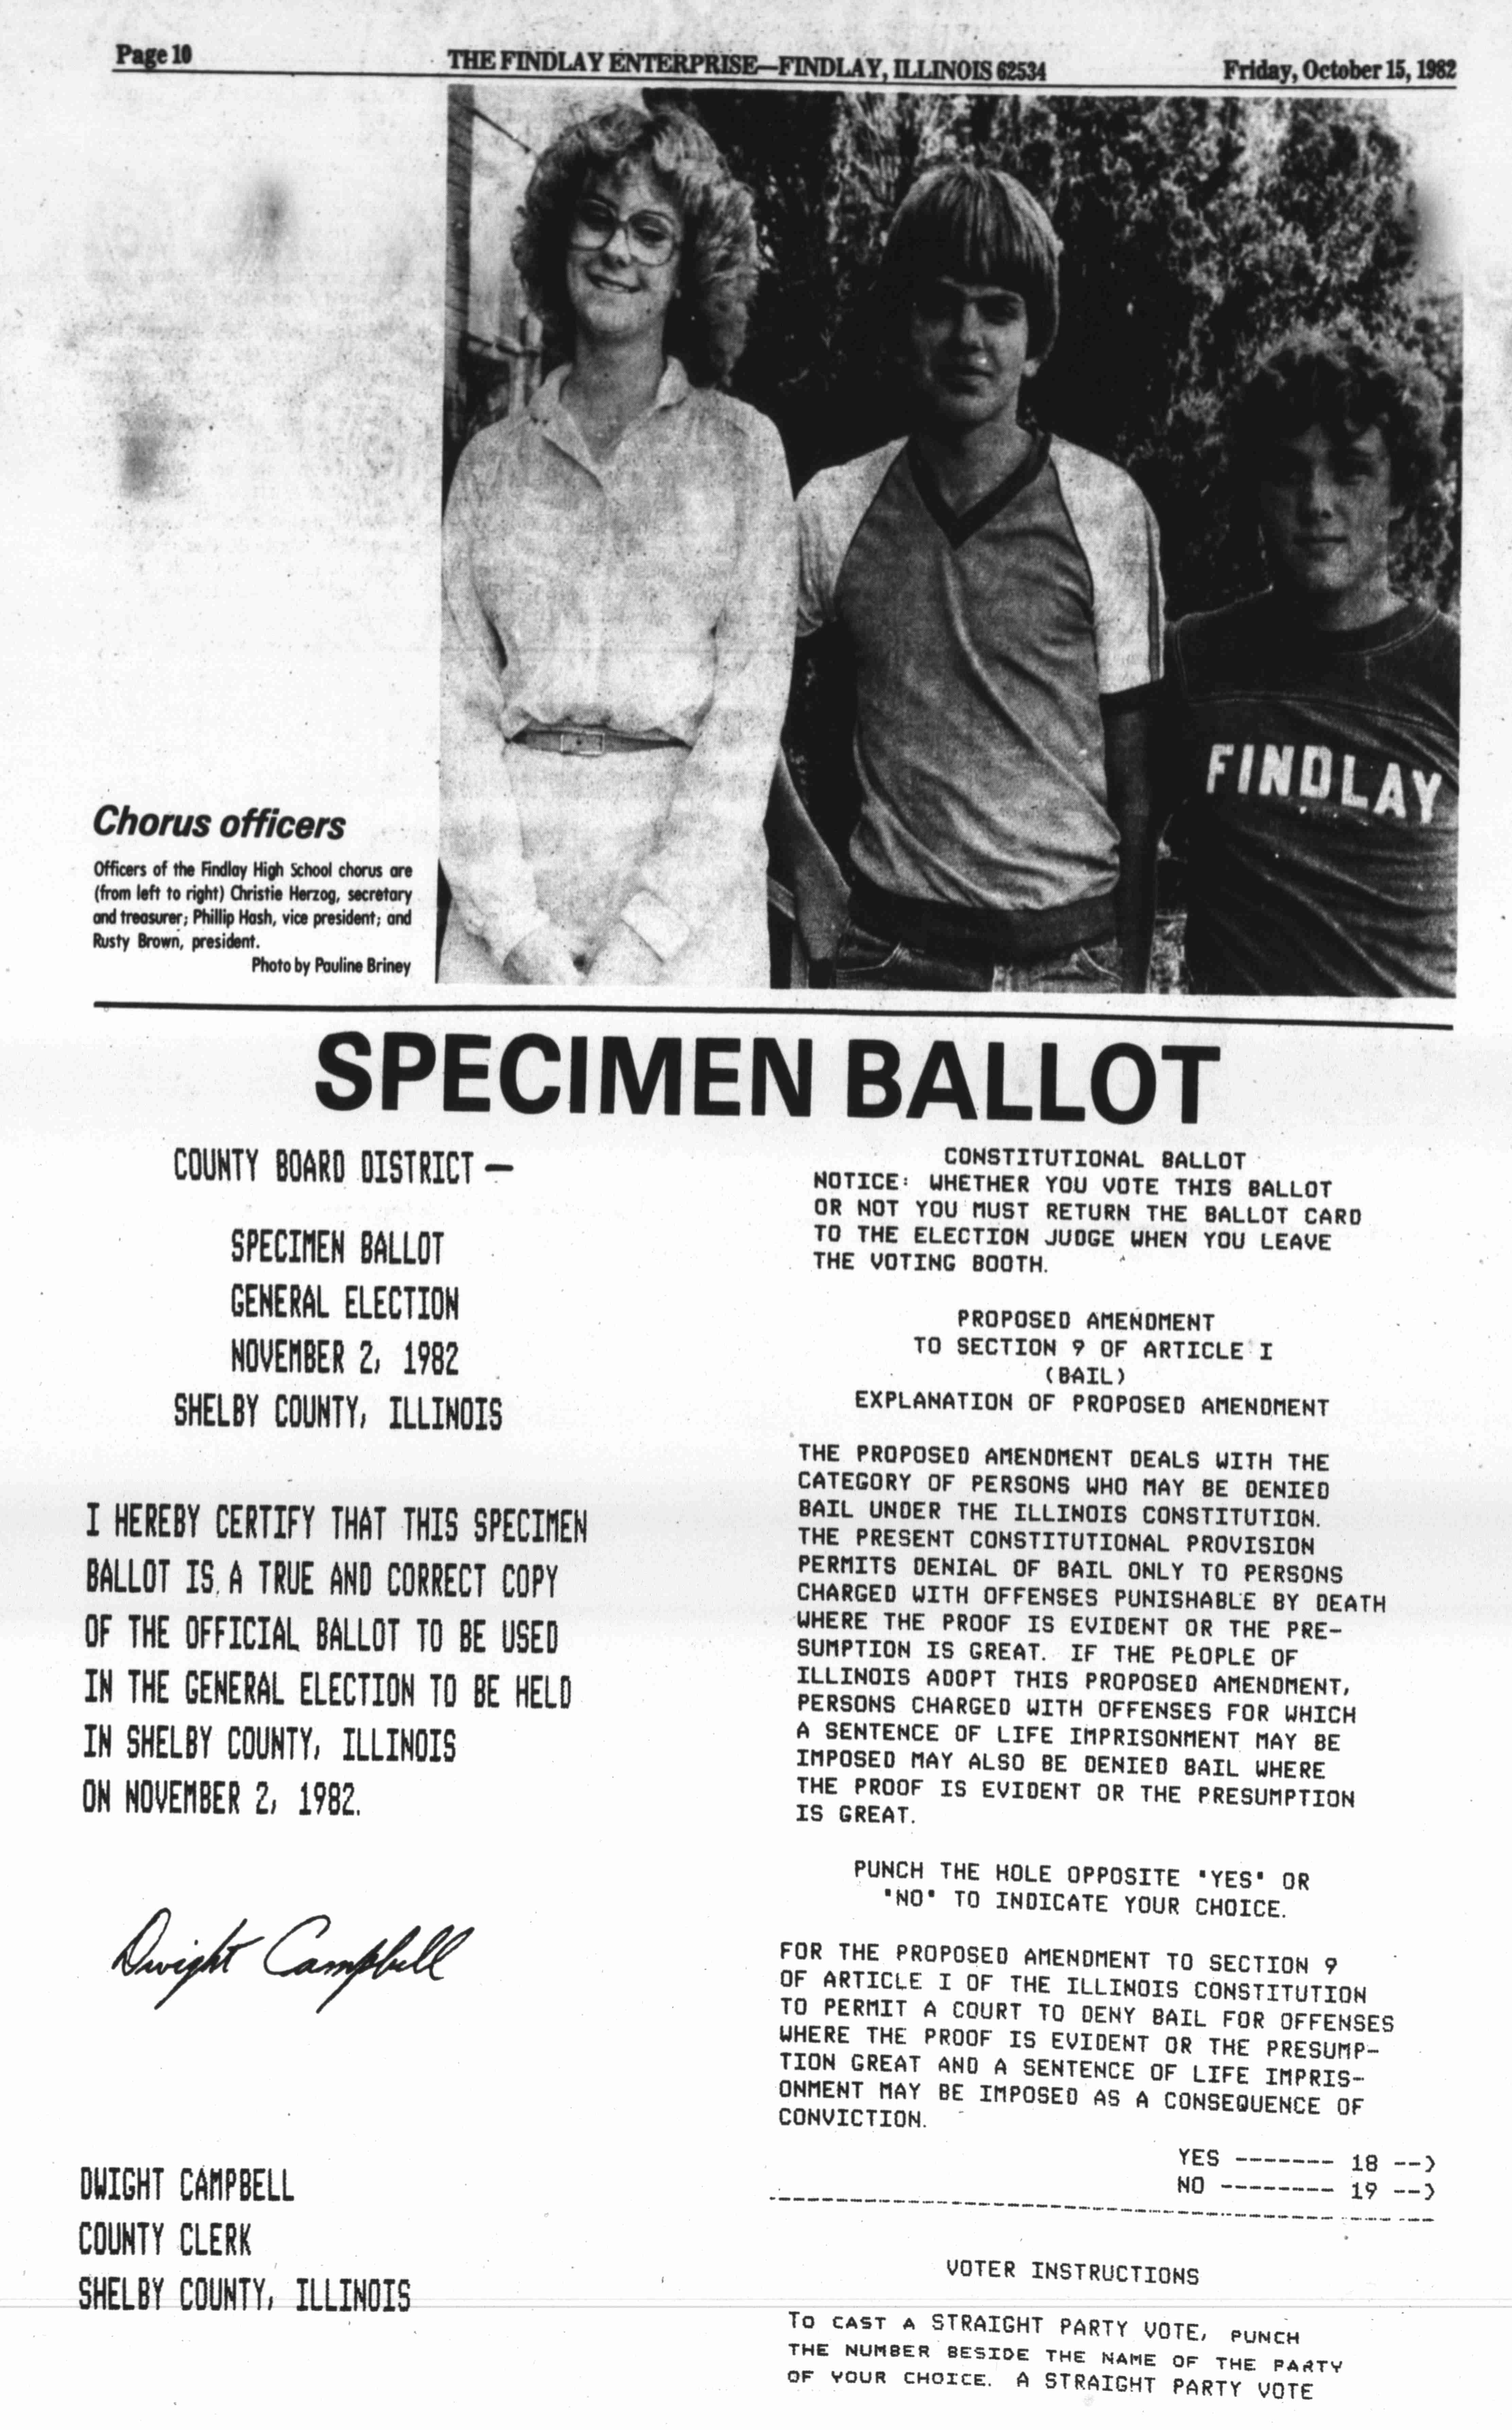 Page 10
THE FINDLAY ENTERPRISE—FINDLAY, ILLINOIS 62534
Friday, October 15, 1982
FINDLAY
Chorus officers
Officers of the Findlay High School chorus are
(from left to right) Christie Herzog, secretary
and treasurer; Phillip Hash, vice president; and
Rusty Brown, president.
Photo by Pauline Briney
SPECIMEN BALLOT
COUNTY BOARD DISTRICT —
SPECIMEN BALLOT
GENERAL ELECTION
NOVEMBER 2, 1982
SHELBY COUNTY, ILLINOIS
I HEREBY CERTIFY THAT THIS SPECIMEN
BALLOT IS A TRUE AND CORRECT COPY
OF THE OFFICIAL BALLOT TO BE USED
IN THE GENERAL ELECTION TO BE HELD
IN SHELBY COUNTY, ILLINOIS
ON NOVEMBER 2, 1982.
Dwight Campbell
DWIGHT CAMPBELL
COUNTY CLERK
SHELBY COUNTY, ILLINOIS
CONSTITUTIONAL BALLOT
NOTICE: WHETHER YOU VOTE THIS BALLOT
OR NOT YOU MUST RETURN THE BALLOT CARD
TO THE ELECTION JUDGE WHEN YOU LEAVE
THE VOTING BOOTH.
PROPOSED AMENDMENT
TO SECTION 9 OF ARTICLE I
(BAIL)
EXPLANATION OF PROPOSED AMENDMENT
THE PROPOSED AMENDMENT DEALS WITH THE
CATEGORY OF PERSONS WHO MAY BE DENIED
BAIL UNDER THE ILLINOIS CONSTITUTION.
THE PRESENT CONSTITUTIONAL PROVISION
PERMITS DENIAL OF BAIL ONLY TO PERSONS
CHARGED WITH OFFENSES PUNISHABLE BY DEATH
WHERE THE PROOF IS EVIDENT OR THE PRE-
SUMPTION IS GREAT. IF THE PEOPLE OF
ILLINOIS ADOPT THIS PROPOSED AMENDMENT,
PERSONS CHARGED WITH OFFENSES FOR WHICH
A SENTENCE OF LIFE IMPRISONMENT MAY BE
IMPOSED MAY ALSO BE DENIED BAIL WHERE
THE PROOF IS EVIDENT OR THE PRESUMPTION
IS GREAT.
PUNCH THE HOLE OPPOSITE "YES" OR
"NO" TO INDICATE YOUR CHOICE.
FOR THE PROPOSED AMENDMENT TO SECTION 9
OF ARTICLE I OF THE ILLINOIS CONSTITUTION
TO PERMIT A COURT TO DENY BAIL FOR OFFENSES
WHERE THE PROOF IS EVIDENT OR THE PRESUMP-
TION GREAT AND A SENTENCE OF LIFE IMPRIS-
ONMENT MAY BE IMPOSED AS A CONSEQUENCE OF
CONVICTION.
YES ------- 18 --)
NO -------- 19 --)
VOTER INSTRUCTIONS
TO CAST A STRAIGHT PARTY VOTE, PUNCH
THE NUMBER BESIDE THE NAME OF THE PARTY
OF YOUR CHOICE. A STRAIGHT PARTY VOTE